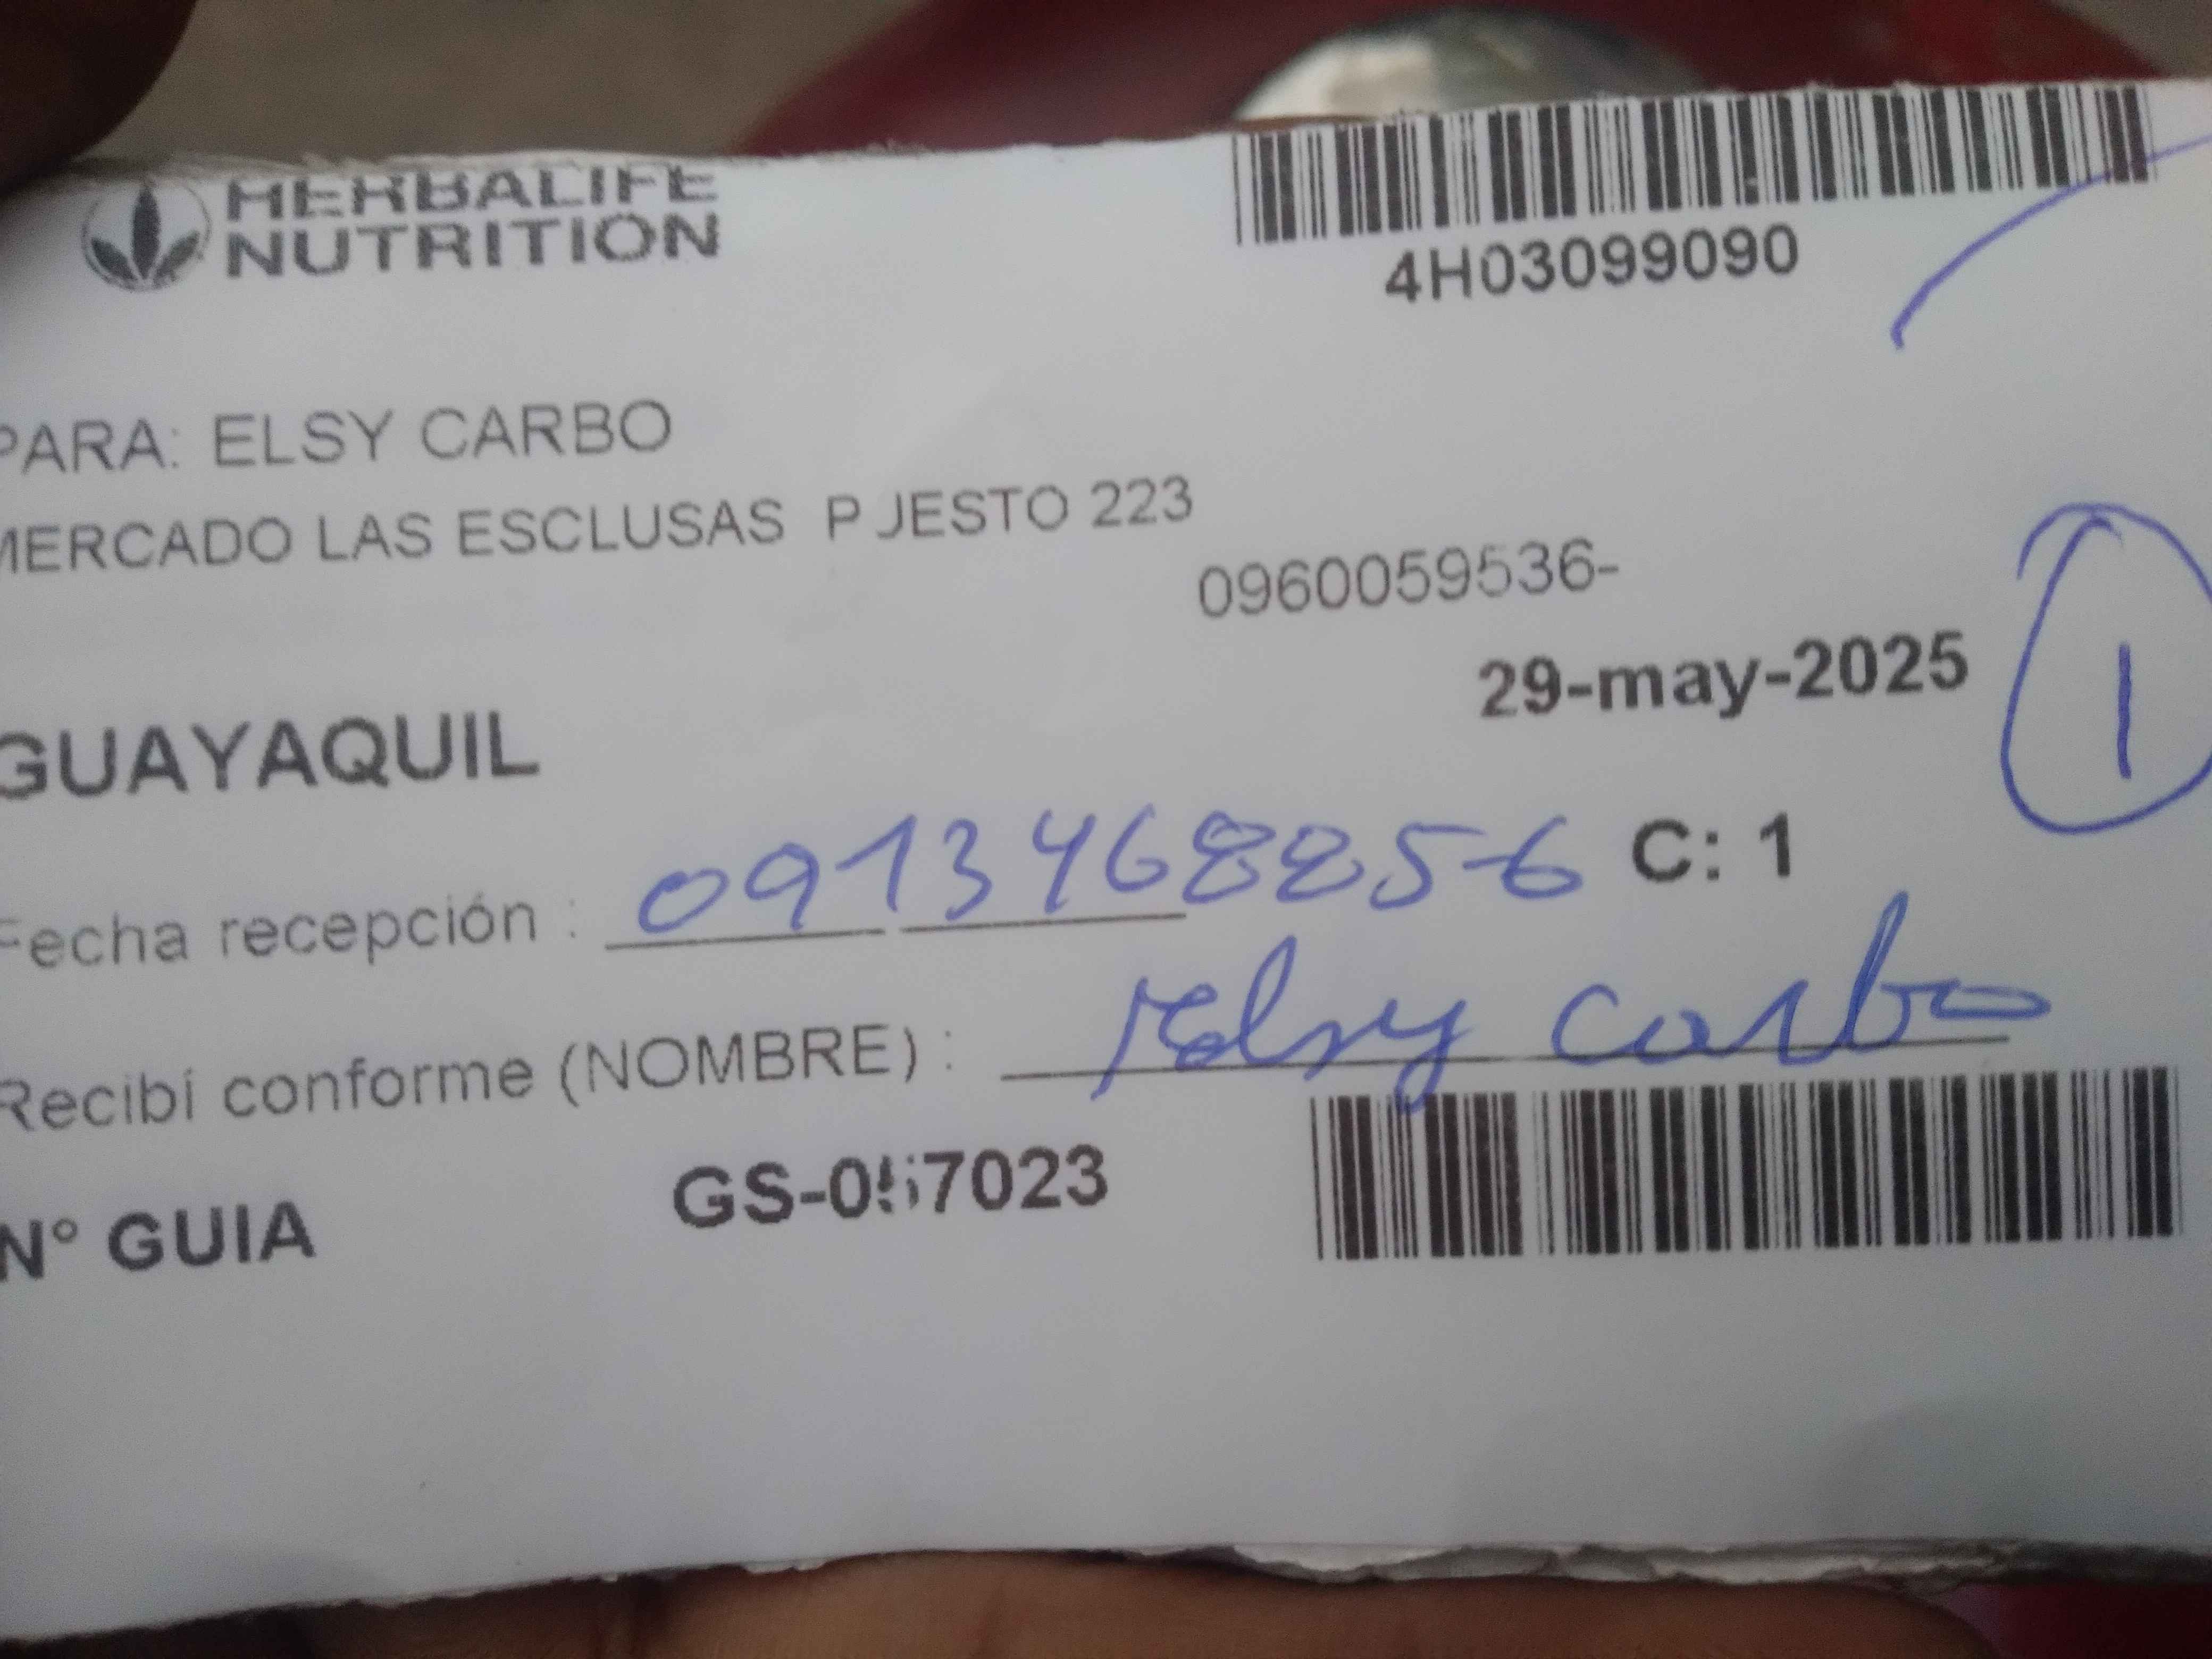 HERBALIFE
NUTRITION
4H03099090
PARA: ELSY CARBO
MERCADO LAS ESCLUSAS PUESTO 223
0960059536-
29-may-2025
1
GUAYAQUIL
Fecha recepción : 0913468856 C: 1
Recibí conforme (NOMBRE) : Elsy Carbo
N° GUIA